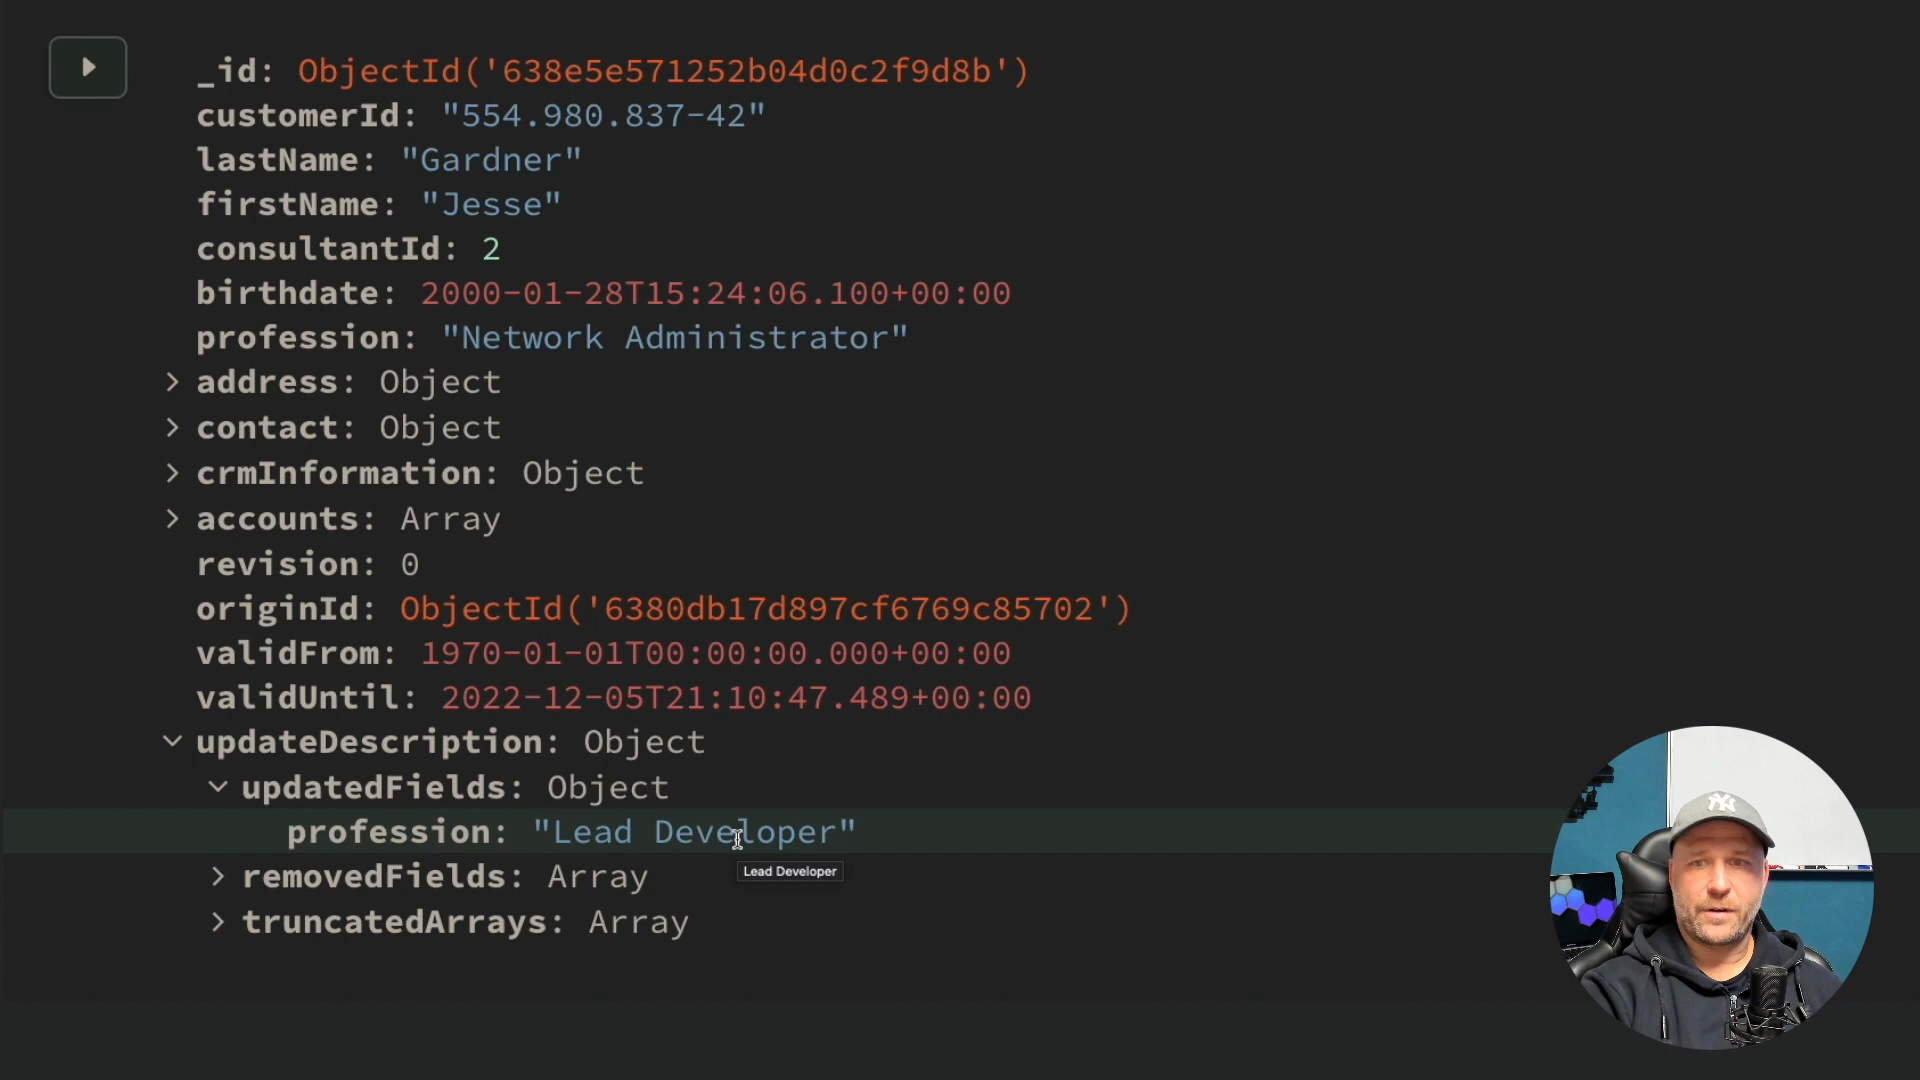 _id: ObjectId('638e5e571252b04d0c2f9d8b')
customerId: "554.980.837-42"
lastName: "Gardner"
firstName: "Jesse"
consultantId: 2
birthdate: 2000-01-28T15:24:06.100+00:00
profession: "Network Administrator"
address: Object
contact: Object
crmInformation: Object
accounts: Array
revision: 0
originId: ObjectId('6380db17d897cf6769c85702')
validFrom: 1970-01-01T00:00:00.000+00:00
validUntil: 2022-12-05T21:10:47.489+00:00
updateDescription: Object
updatedFields: Object
profession: "Lead Developer"
Lead Developer
removedFields: Array
truncatedArrays: Array
NY